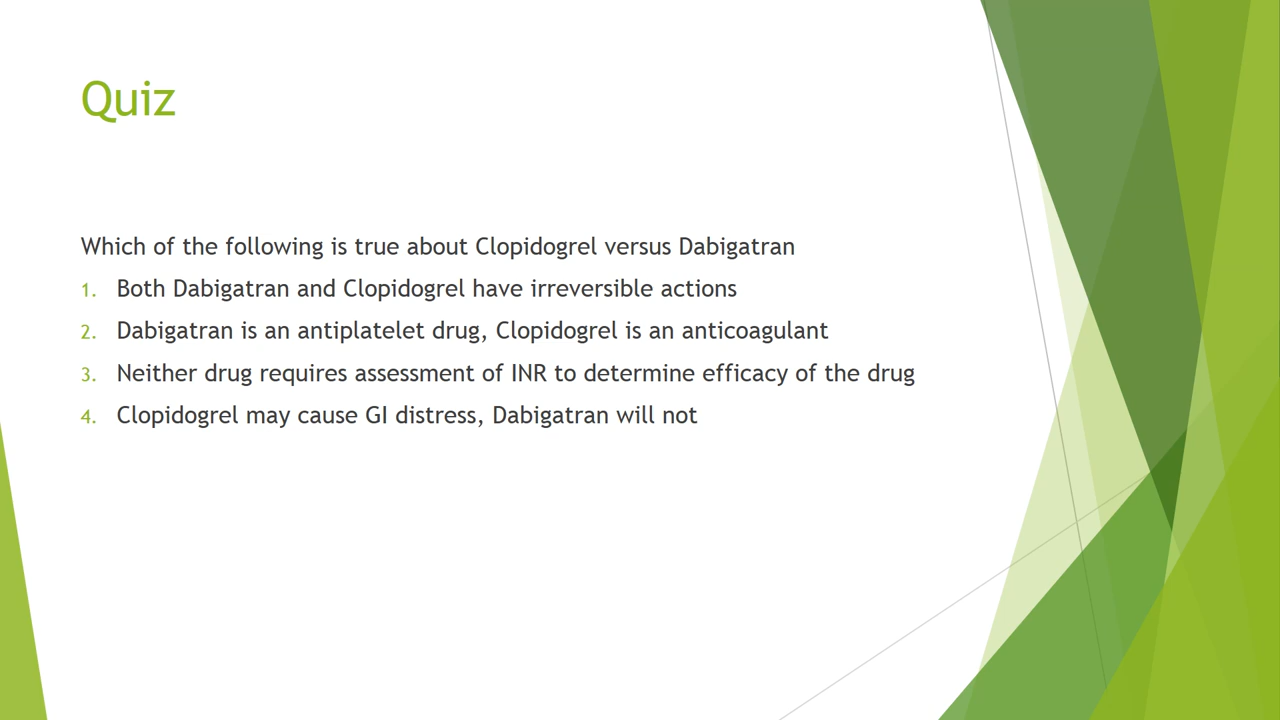 Quiz
Which of the following is true about Clopidogrel versus Dabigatran
1. Both Dabigatran and Clopidogrel have irreversible actions
2. Dabigatran is an antiplatelet drug, Clopidogrel is an anticoagulant
3. Neither drug requires assessment of INR to determine efficacy of the drug
4. Clopidogrel may cause GI distress, Dabigatran will not